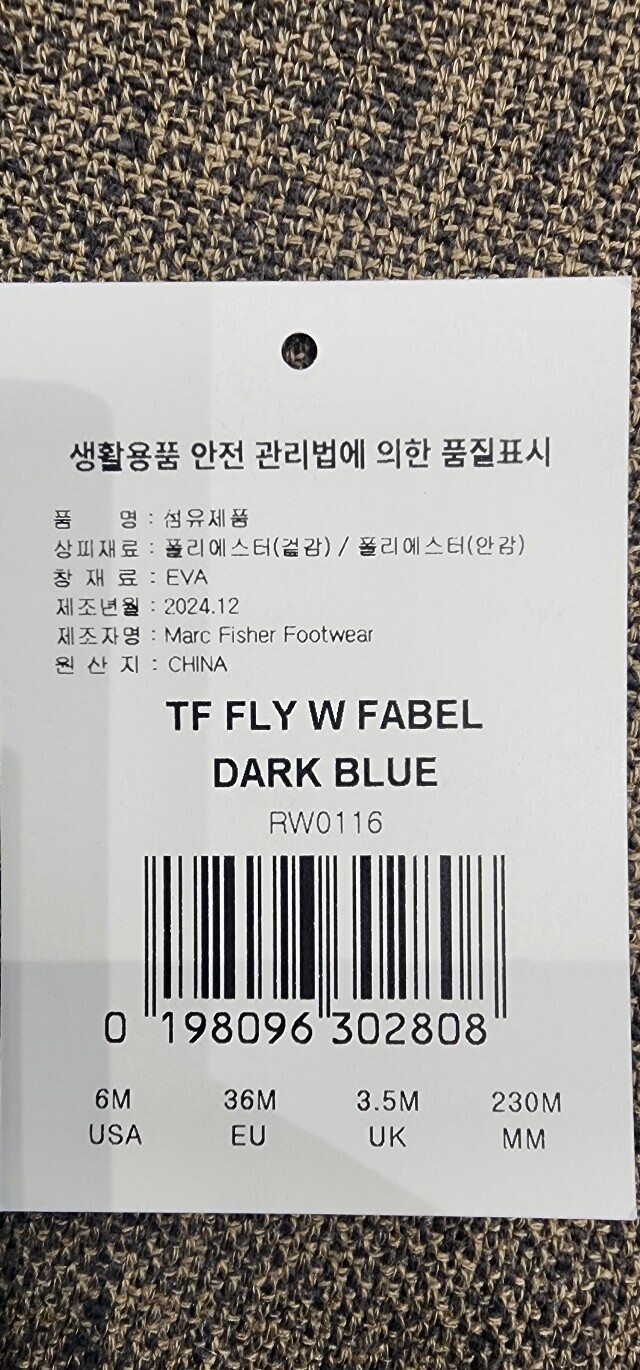 생활용품 안전 관리법에 의한 품질표시
품 명 : 섬유제품
상피재료 : 폴리에스터(겉감) / 폴리에스터(안감)
창 재 료 : EVA
제조년월 : 2024.12
제조자명 : Marc Fisher Footwear
원 산 지 : CHINA
TF FLY W FABEL
DARK BLUE
RW0116
0 198096 302808
6M 36M 3.5M 230M
USA EU UK MM